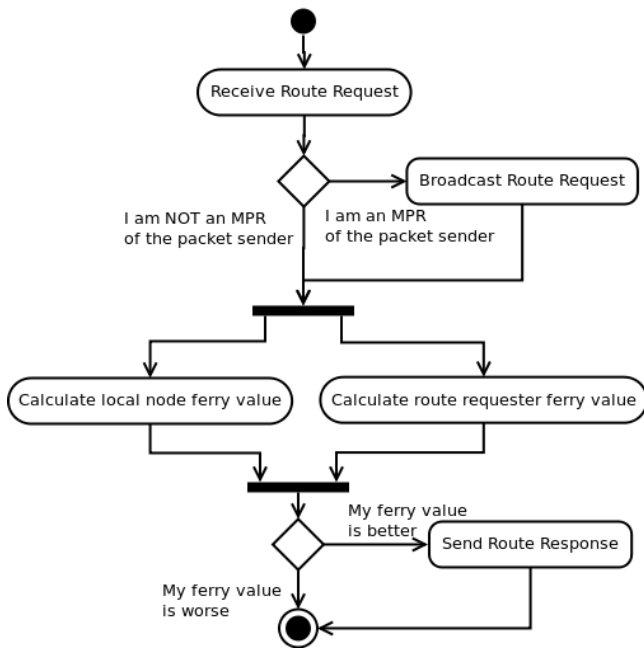 Receive Route Request
Broadcast Route Request
I am NOT an MPR
of the packet sender
I am an MPR
of the packet sender
Calculate local node ferry value
Calculate route requester ferry value
My ferry value
is better
Send Route Response
My ferry value
is worse